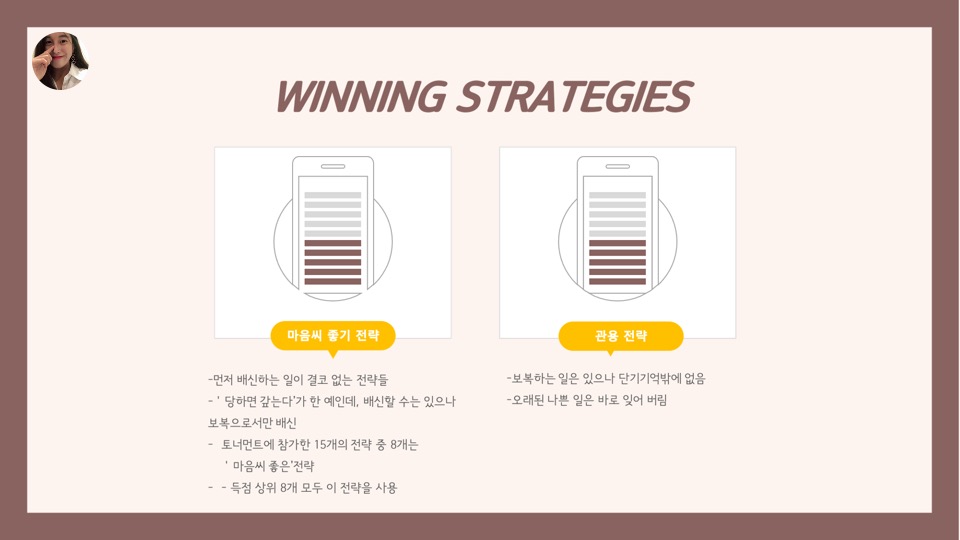 WINNING STRATEGIES
마음씨 좋기 전략
-먼저 배신하는 일이 결코 없는 전략들
- ‘ 당하면 갚는다’가 한 예인데, 배신할 수는 있으나
보복으로서만 배신
- 토너먼트에 참가한 15개의 전략 중 8개는
‘ 마음씨 좋은’전략
- - 득점 상위 8개 모두 이 전략을 사용
관용 전략
-보복하는 일은 있으나 단기기억밖에 없음
-오래된 나쁜 일은 바로 잊어 버림